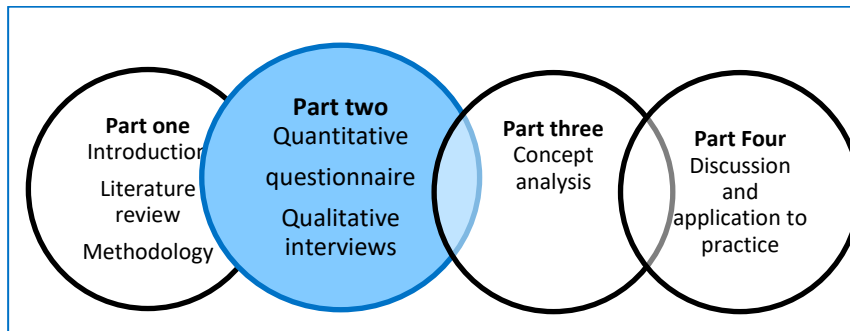 Part one
Introduction
Literature
review
Methodology
Part two
Quantitative
questionnaire
Qualitative
interviews
Part three
Concept
analysis
Part Four
Discussion
and
application to
practice